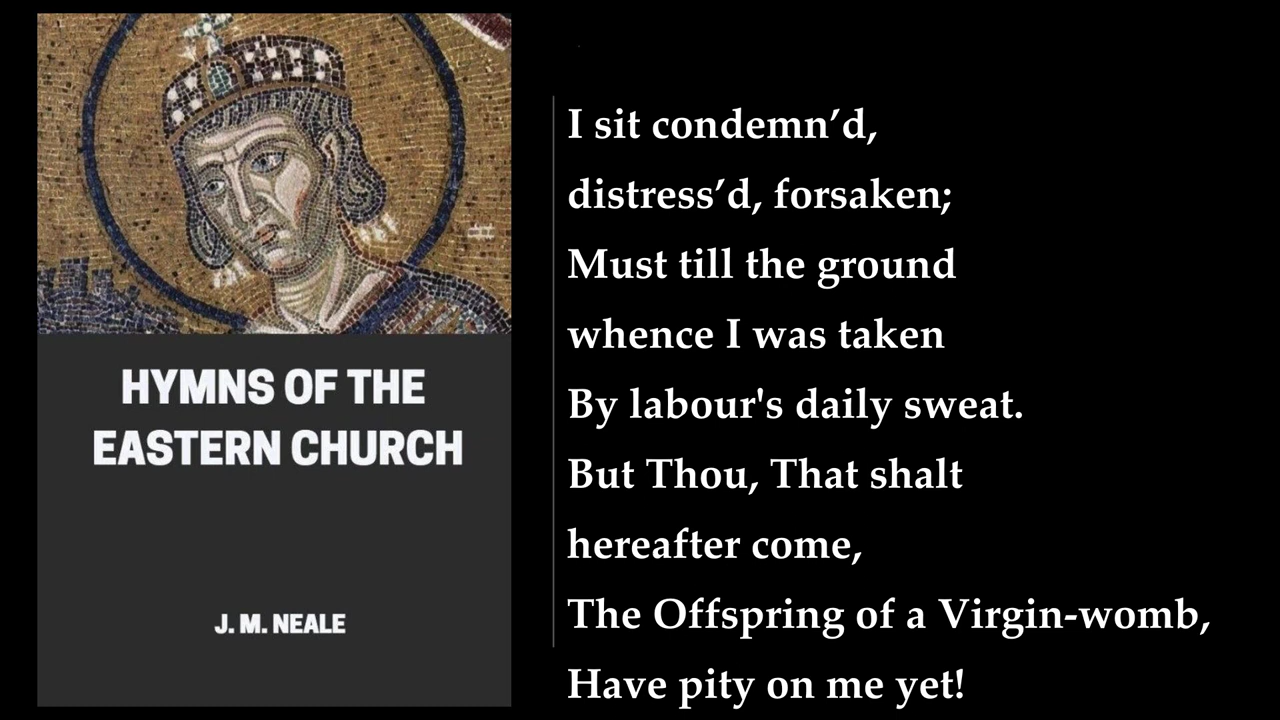 HYMNS OF THE
EASTERN CHURCH
J. M. NEALE
I sit condemn’d,
distress’d, forsaken;
Must till the ground
whence I was taken
By labour's daily sweat.
But Thou, That shalt
hereafter come,
The Offspring of a Virgin-womb,
Have pity on me yet!